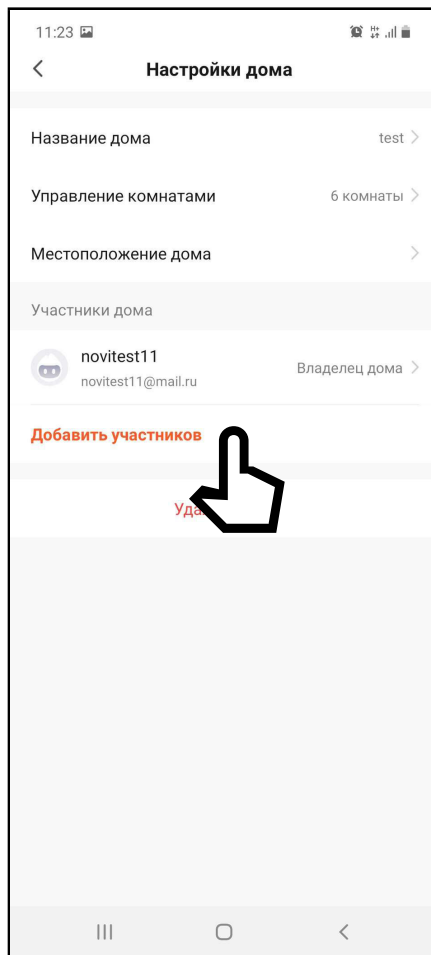 11:23
Настройки дома
Название дома test
Управление комнатами 6 комнаты
Местоположение дома
Участники дома
novitest11
novitest11@mail.ru
Владелец дома
Добавить участников